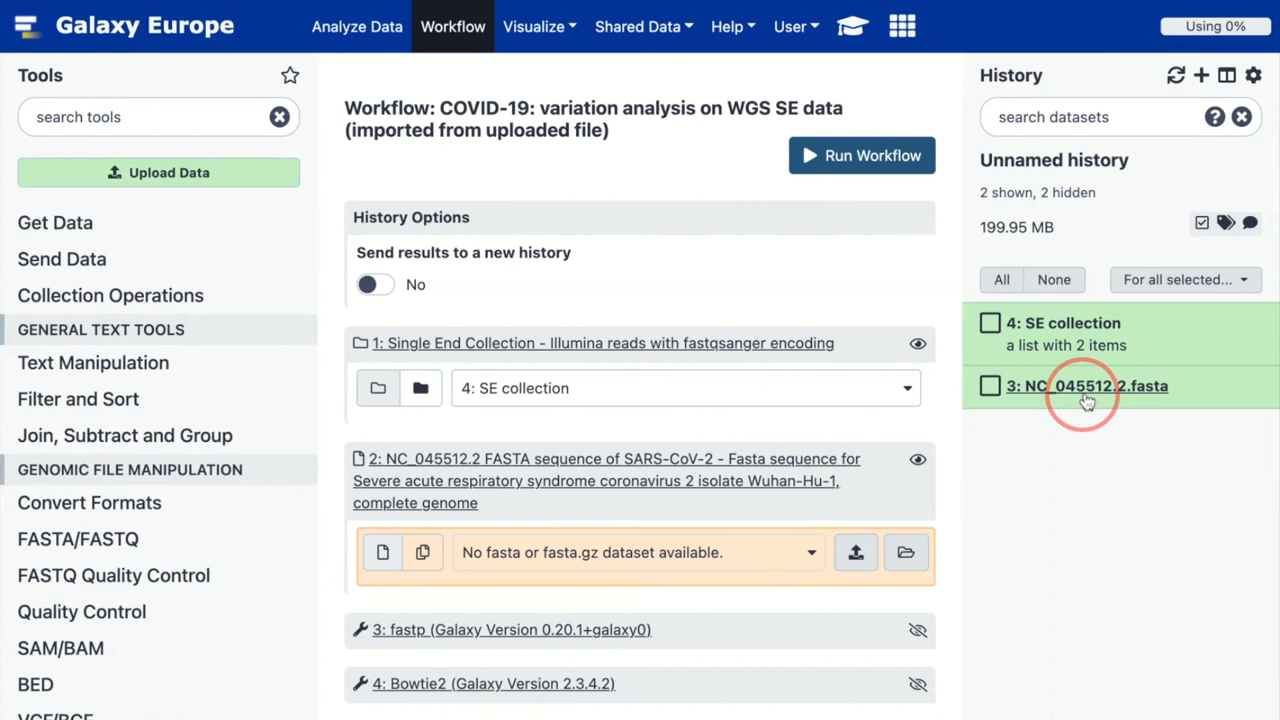 Galaxy Europe
Analyze Data
Workflow
Visualize
Shared Data
Help
User
Using 0%
Tools
search tools
Upload Data
Get Data
Send Data
Collection Operations
GENERAL TEXT TOOLS
Text Manipulation
Filter and Sort
Join, Subtract and Group
GENOMIC FILE MANIPULATION
Convert Formats
FASTA/FASTQ
FASTQ Quality Control
Quality Control
SAM/BAM
BED
VCF/BCF
Workflow: COVID-19: variation analysis on WGS SE data
(imported from uploaded file)
Run Workflow
History Options
Send results to a new history
No
1: Single End Collection - Illumina reads with fastqsanger encoding
4: SE collection
2: NC_045512.2 FASTA sequence of SARS-CoV-2 - Fasta sequence for
Severe acute respiratory syndrome coronavirus 2 isolate Wuhan-Hu-1,
complete genome
No fasta or fasta.gz dataset available.
3: fastp (Galaxy Version 0.20.1+galaxy0)
4: Bowtie2 (Galaxy Version 2.3.4.2)
History
search datasets
Unnamed history
2 shown, 2 hidden
199.95 MB
All
None
For all selected...
4: SE collection
a list with 2 items
3: NC_045512.2.fasta